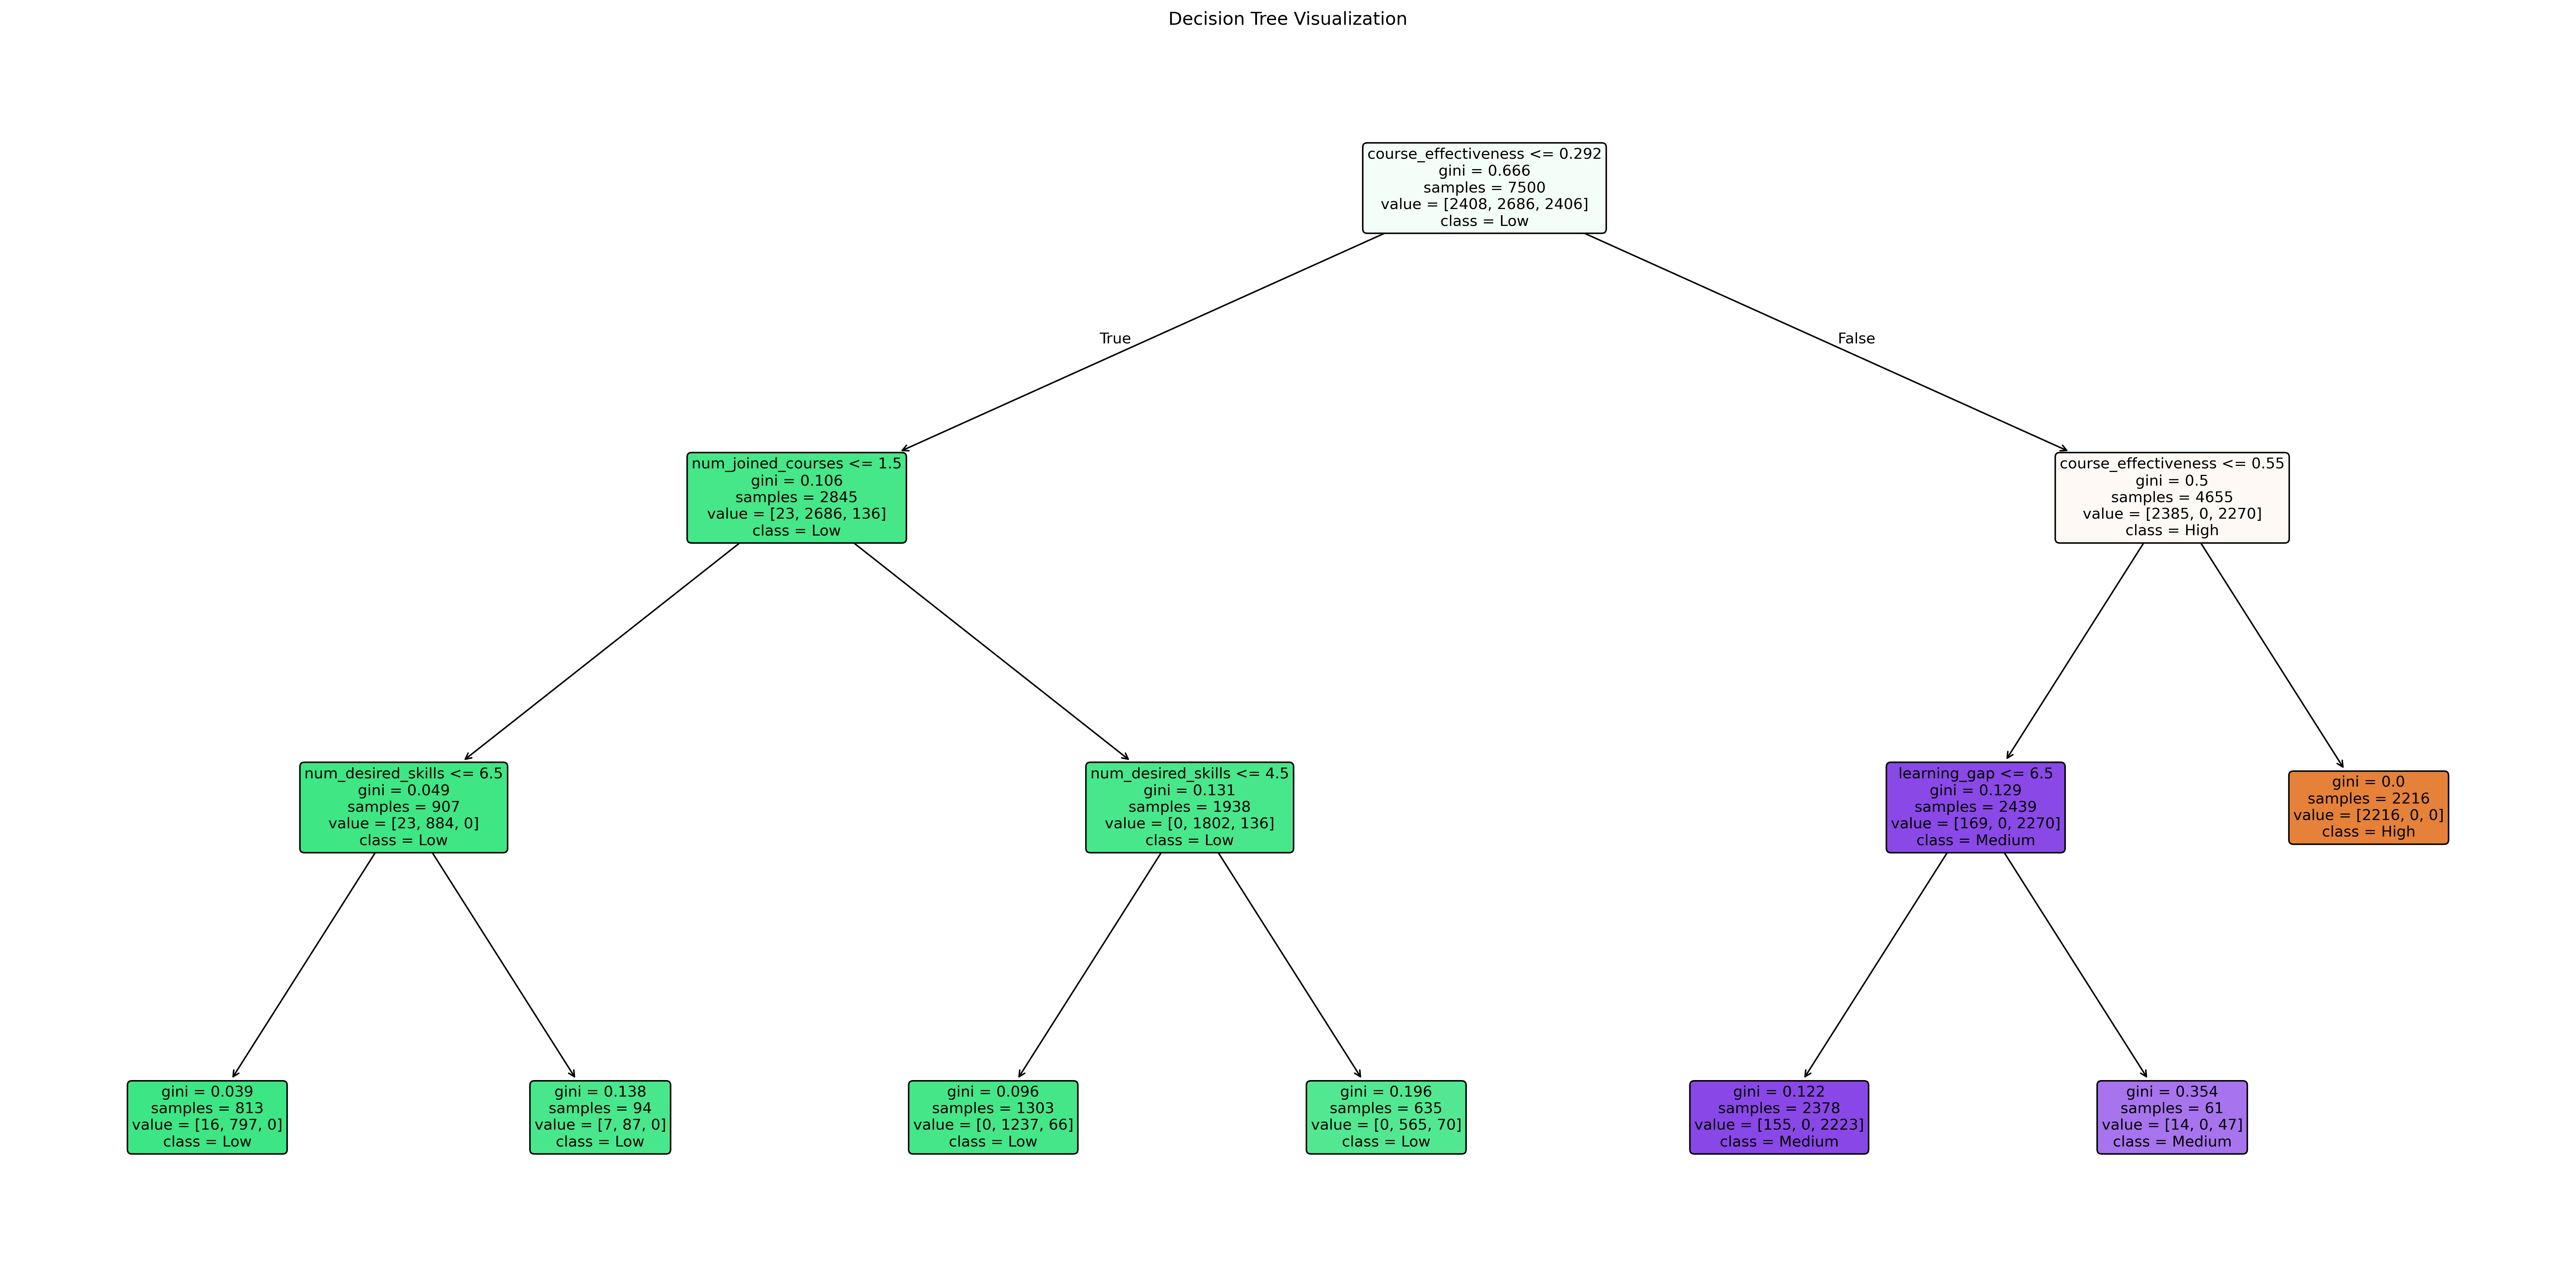 Decision Tree Visualization
course_effectiveness <= 0.292
gini = 0.666
samples = 7500
value = [2408, 2686, 2406]
class = Low
True
False
num_joined_courses <= 1.5
gini = 0.106
samples = 2845
value = [23, 2686, 136]
class = Low
course_effectiveness <= 0.55
gini = 0.5
samples = 4655
value = [2385, 0, 2270]
class = High
num_desired_skills <= 6.5
gini = 0.049
samples = 907
value = [23, 884, 0]
class = Low
num_desired_skills <= 4.5
gini = 0.131
samples = 1938
value = [0, 1802, 136]
class = Low
learning_gap <= 6.5
gini = 0.129
samples = 2439
value = [169, 0, 2270]
class = Medium
gini = 0.0
samples = 2216
value = [2216, 0, 0]
class = High
gini = 0.039
samples = 813
value = [16, 797, 0]
class = Low
gini = 0.138
samples = 94
value = [7, 87, 0]
class = Low
gini = 0.096
samples = 1303
value = [0, 1237, 66]
class = Low
gini = 0.196
samples = 635
value = [0, 565, 70]
class = Low
gini = 0.122
samples = 2378
value = [155, 0, 2223]
class = Medium
gini = 0.354
samples = 61
value = [14, 0, 47]
class = Medium